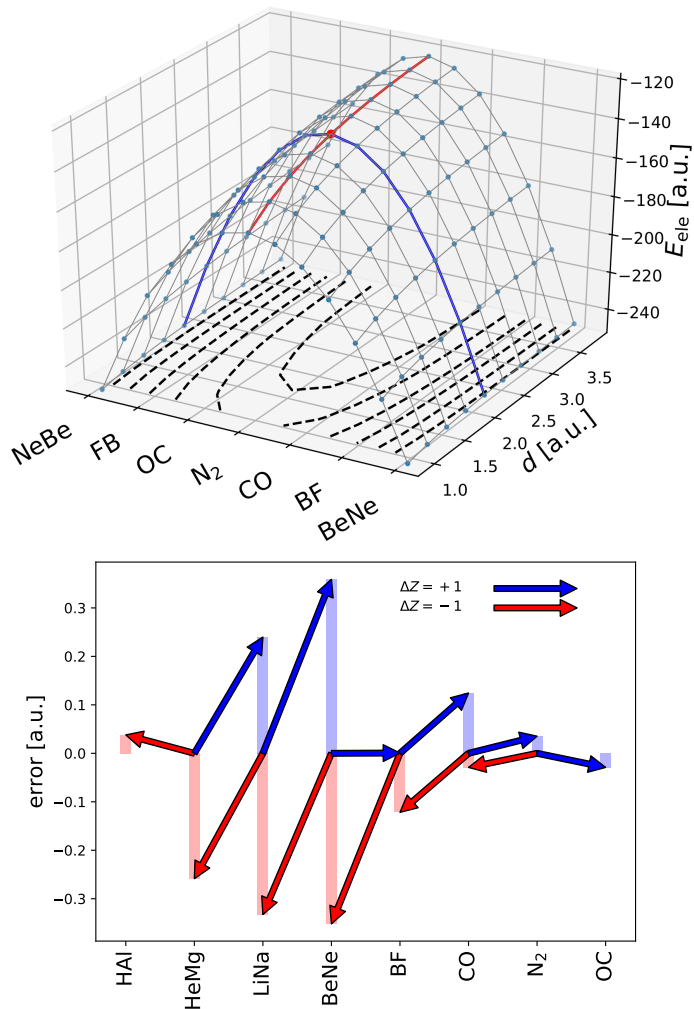 −120
−140
−160
−180
−200
−220
−240
E_ele [a.u.]
3.5
3.0
2.5
2.0
1.5
1.0
d [a.u.]
NeBe
FB
OC
N₂
CO
BF
BeNe
ΔZ = +1
ΔZ = −1
0.3
0.2
0.1
0.0
−0.1
−0.2
−0.3
error [a.u.]
HAl
HeMg
LiNa
BeNe
BF
CO
N₂
OC